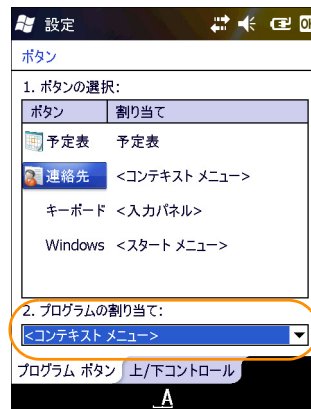 設定
ボタン
1. ボタンの選択:
ボタン 割り当て
予定表 予定表
連絡先 <コンテキスト メニュー>
キーボード <入力パネル>
Windows <スタート メニュー>
2. プログラムの割り当て:
<コンテキスト メニュー>
プログラム ボタン 上/下コントロール
A